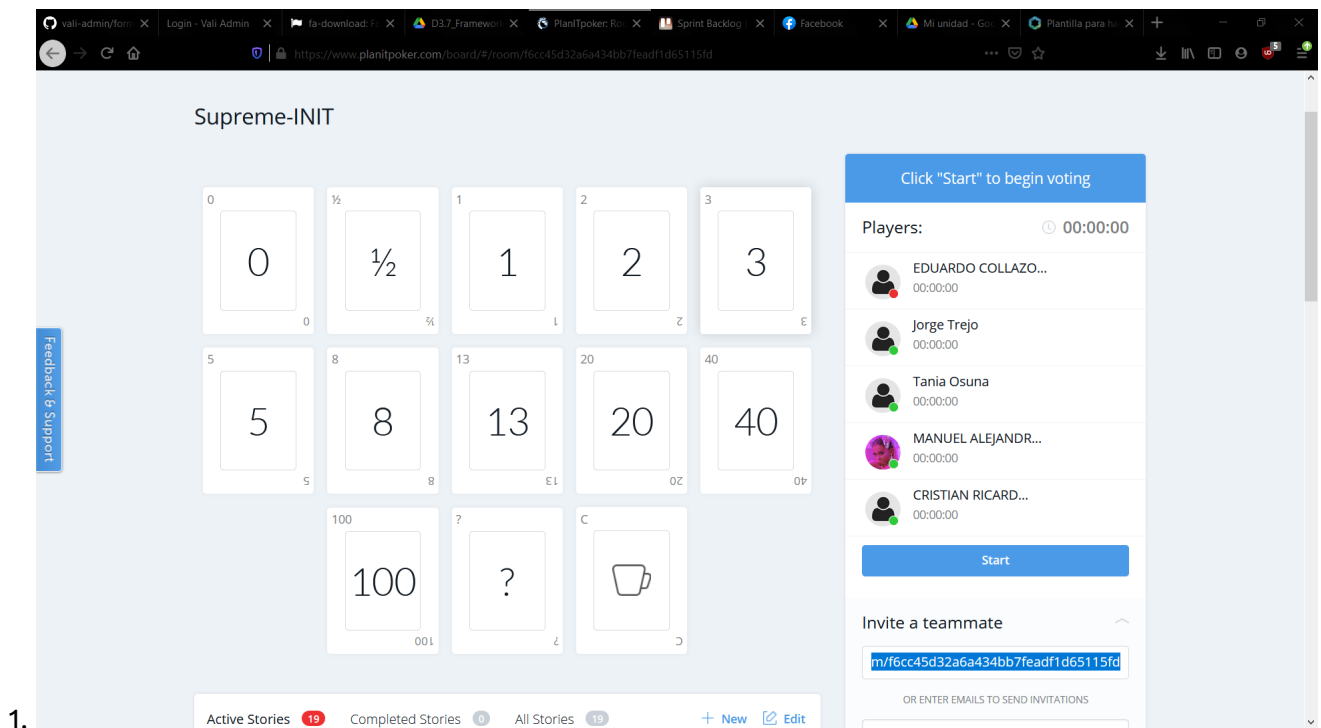 vali-admin/form
Login - Vali Admin
fa-download: F
D3.7_Framewor
PlanITpoker: Ro
Sprint Backlog
Facebook
Mi unidad - Goo
Plantilla para ha
https://www.planitpoker.com/board/#/room/f6cc45d32a6a434bb7feadf1d65115fd
5
Supreme-INIT
0
0
0
½
½
½
1
1
1
2
2
2
3
3
3
5
5
5
8
8
8
13
13
13
20
20
20
40
40
40
100
100
100
?
?
?
C
C
Feedback & Support
Click "Start" to begin voting
Players:
00:00:00
EDUARDO COLLAZO...
00:00:00
Jorge Trejo
00:00:00
Tania Osuna
00:00:00
MANUEL ALEJANDR...
00:00:00
CRISTIAN RICARD...
00:00:00
Start
Invite a teammate
m/f6cc45d32a6a434bb7feadf1d65115fd
OR ENTER EMAILS TO SEND INVITATIONS
1.
Active Stories 19 Completed Stories 0 All Stories 19 + New Edit